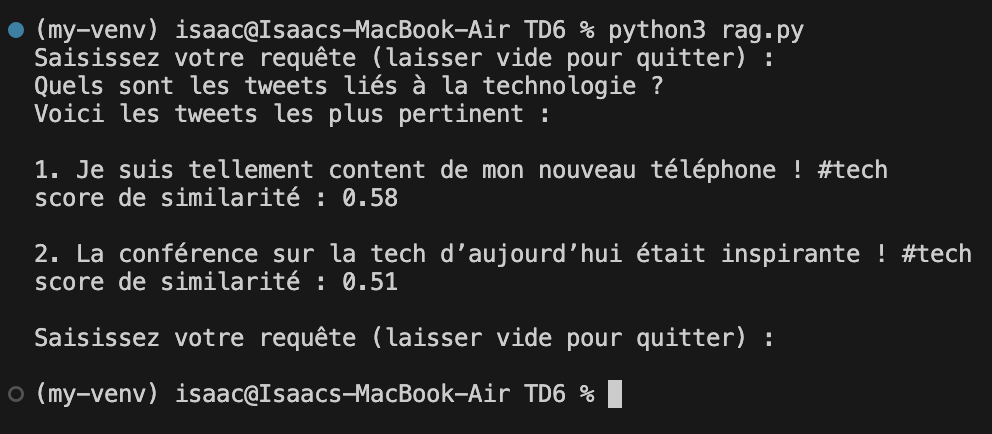 (my-venv) isaac@Isaacs-MacBook-Air TD6 % python3 rag.py
Saisissez votre requête (laisser vide pour quitter) :
Quels sont les tweets liés à la technologie ?
Voici les tweets les plus pertinent :
1. Je suis tellement content de mon nouveau téléphone ! #tech
score de similarité : 0.58
2. La conférence sur la tech d’aujourd’hui était inspirante ! #tech
score de similarité : 0.51
Saisissez votre requête (laisser vide pour quitter) :
(my-venv) isaac@Isaacs-MacBook-Air TD6 %